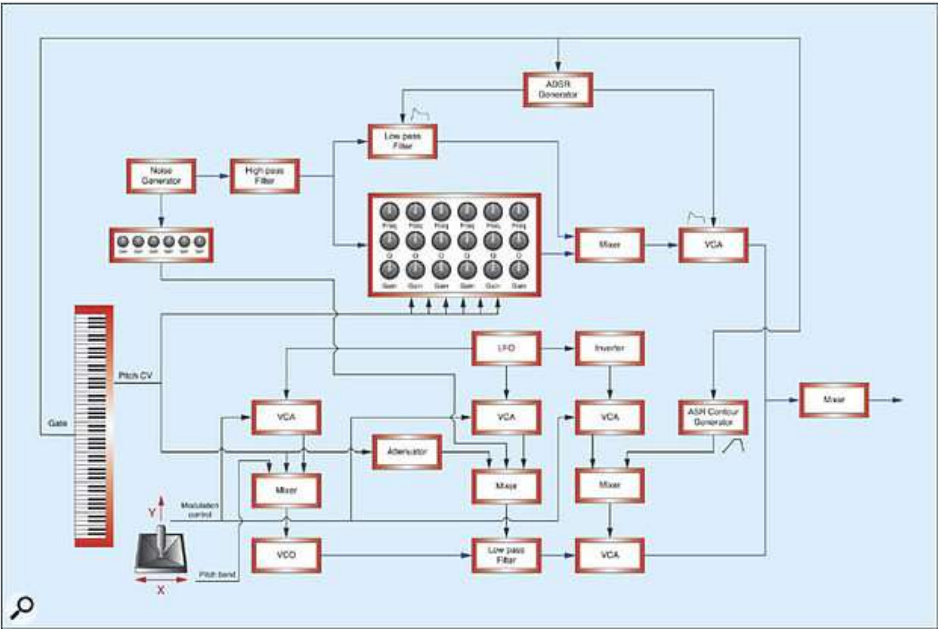 ADSR
Generator
Low pass
Filter
Noise
Generator
High pass
Filter
Freq Freq Freq Freq Freq Freq
Q Q Q Q Q Q
Gain Gain Gain Gain Gain Gain
Mixer
VCA
Pitch CV
LFO
Inverter
VCA
VCA
VCA
ASR Contour
Generator
Mixer
Gate
Attenuator
Mixer
Mixer
Mixer
Y
Modulation
control
VCO
Low pass
Filter
VCA
Pitch bend
X